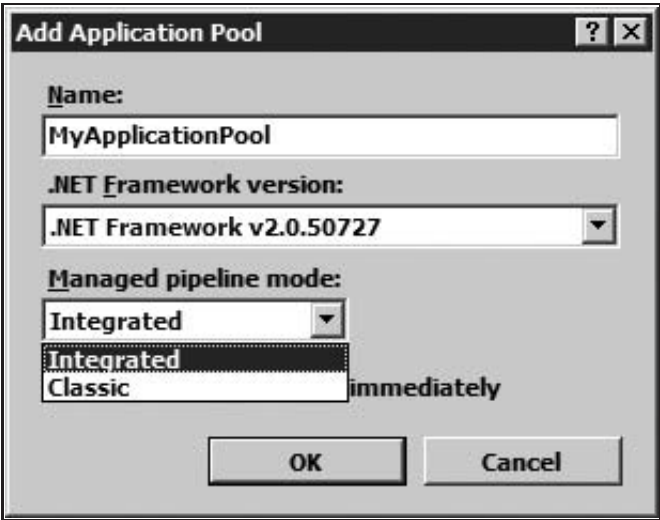 Add Application Pool
Name:
MyApplicationPool
.NET Framework version:
.NET Framework v2.0.50727
Managed pipeline mode:
Integrated
Integrated
Classic
immediately
OK Cancel